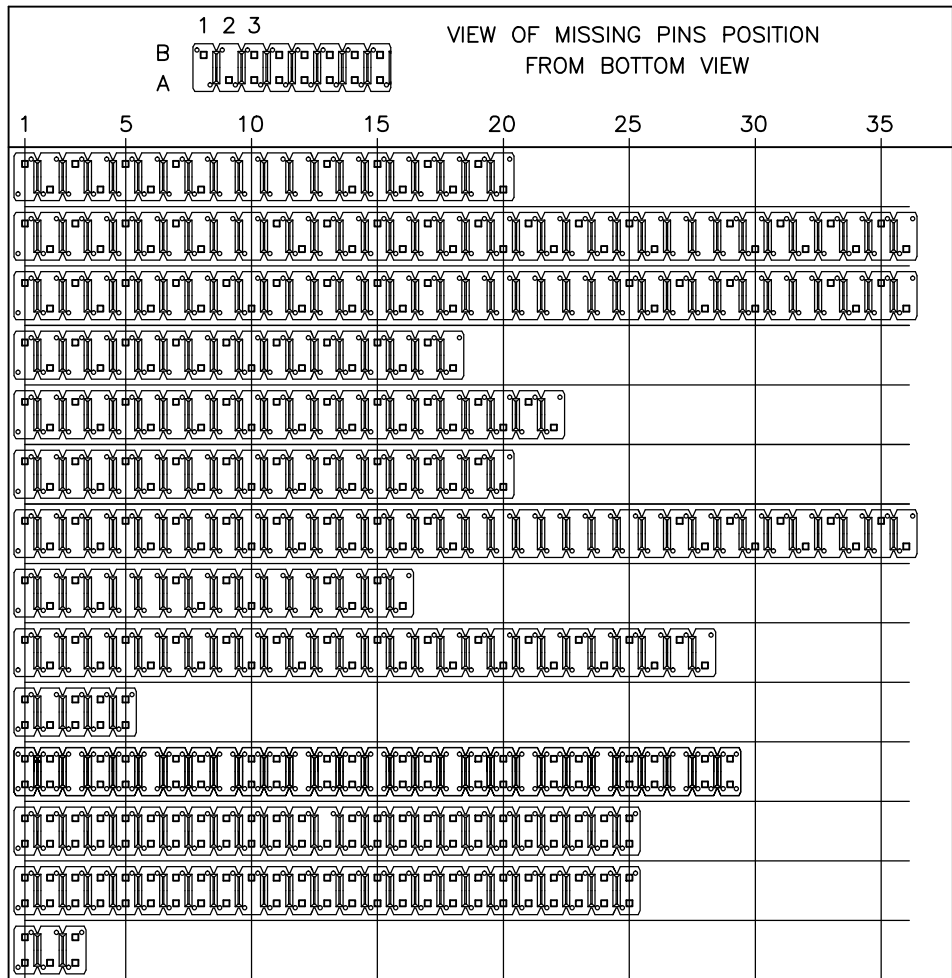 1 2 3
B
A
VIEW OF MISSING PINS POSITION
FROM BOTTOM VIEW
1 5 10 15 20 25 30 35